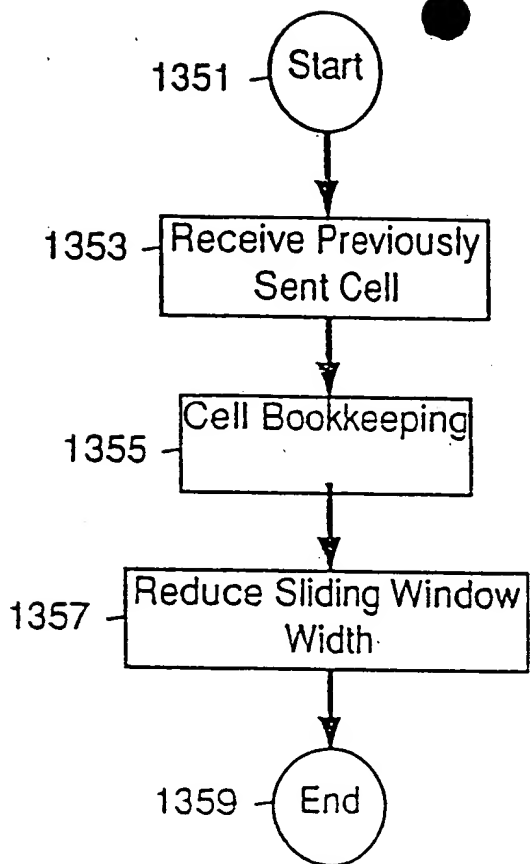 1351
Start
1353
Receive Previously
Sent Cell
1355
Cell Bookkeeping
1357
Reduce Sliding Window
Width
1359
End